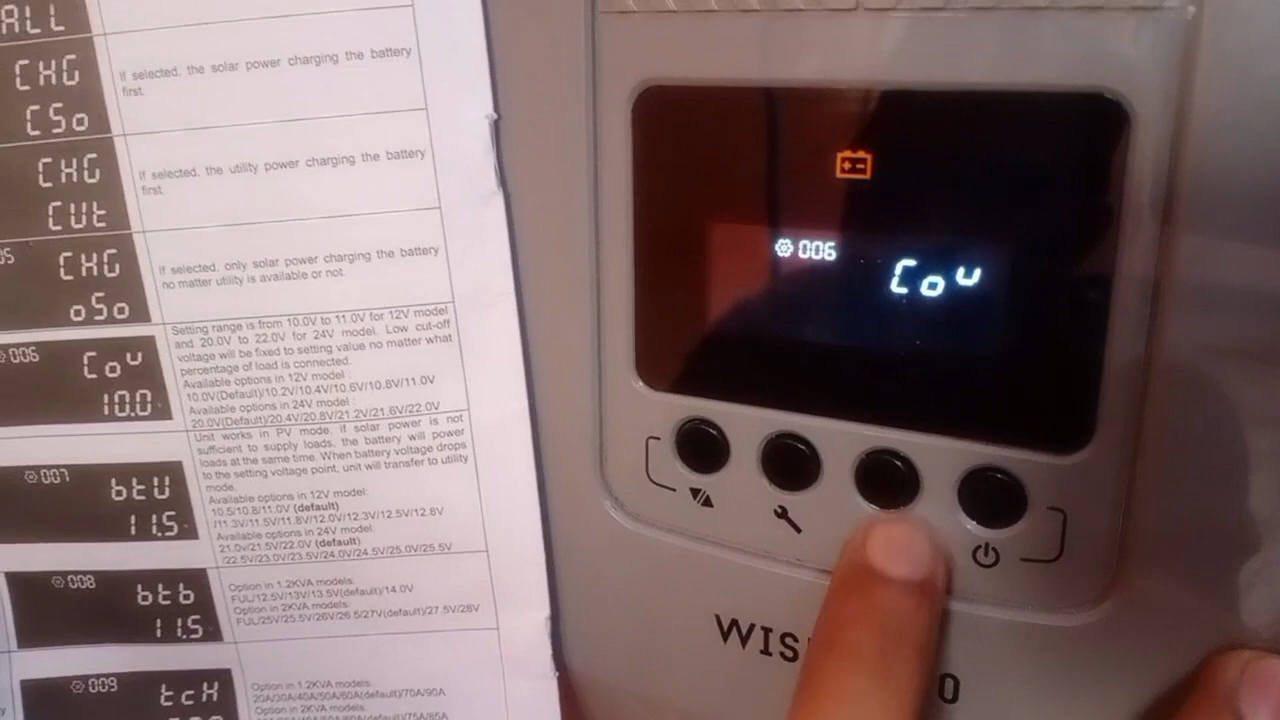 ALL
CHG
CSo
If selected, the solar power charging the battery
first.
CHG
CUt
If selected, the utility power charging the battery
first.
05
CHG
oSo
If selected, only solar power charging the battery
no matter utility is available or not.
006
Cov
10.0
Setting range is from 10.0V to 11.0V for 12V model
and 20.0V to 22.0V for 24V model. Low cut-off
voltage will be fixed to setting value no matter what
percentage of load is connected.
Available options in 12V model :
10.0V(Default)/10.2V/10.4V/10.6V/10.8V/11.0V
Available options in 24V model :
20.0V(Default)/20.4V/20.8V/21.2V/21.6V/22.0V
007
btU
11.5
Unit works in PV mode, if solar power is not
sufficient to supply loads, the battery will power
loads at the same time. When battery voltage drops
to the setting voltage point, unit will transfer to utility
mode.
Available options in 12V model:
10.5/10.8/11.0V (default)
/11.3V/11.5V/11.8V/12.0V/12.3V/12.5V/12.8V
Available options in 24V model:
21.0v/21.5V/22.0V (default)
/22.5V/23.0V/23.5V/24.0V/24.5V/25.0V/25.5V
008
btb
11.5
Option in 1.2KVA models:
FUL/12.5V/13V/13.5V(default)/14.0V
Option in 2KVA models:
FUL/25V/25.5V/26V/26.5/27V(default)/27.5V/28V
009
tcH
Option in 1.2KVA models:
20A/30A/40A/50A/60A(default)/70A/90A
Option in 2KVA models:
006
Cov
WIS
0